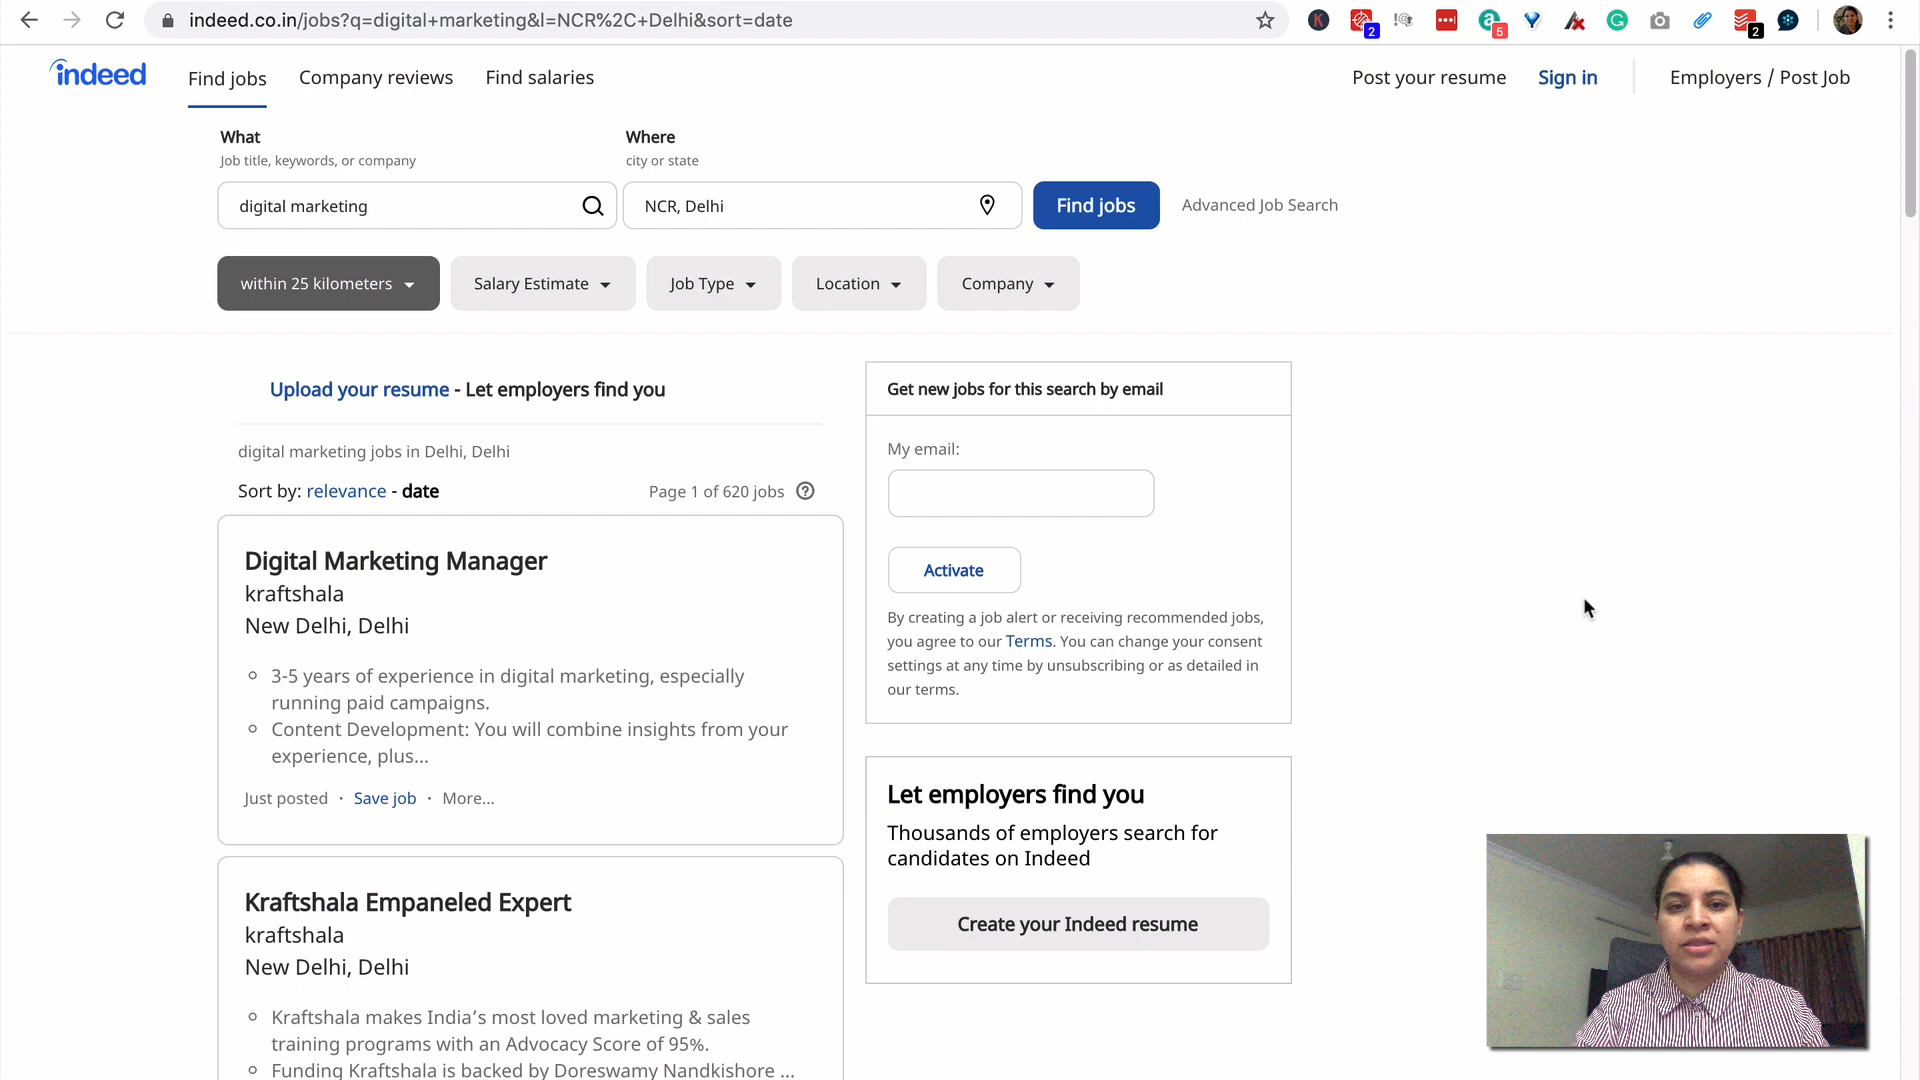 indeed.co.in/jobs?q=digital+marketing&l=NCR%2C+Delhi&sort=date
2
5
2
indeed
Find jobs
Company reviews
Find salaries
Post your resume
Sign in
Employers / Post Job
What
Job title, keywords, or company
Where
city or state
digital marketing
NCR, Delhi
Find jobs
Advanced Job Search
within 25 kilometers
Salary Estimate
Job Type
Location
Company
Upload your resume - Let employers find you
digital marketing jobs in Delhi, Delhi
Sort by: relevance - date
Page 1 of 620 jobs
Digital Marketing Manager
kraftshala
New Delhi, Delhi
3-5 years of experience in digital marketing, especially
running paid campaigns.
Content Development: You will combine insights from your
experience, plus...
Just posted · Save job · More...
Kraftshala Empaneled Expert
kraftshala
New Delhi, Delhi
Kraftshala makes India's most loved marketing & sales
training programs with an Advocacy Score of 95%.
Funding Kraftshala is backed by Doreswamy Nandkishore ...
Get new jobs for this search by email
My email:
Activate
By creating a job alert or receiving recommended jobs,
you agree to our Terms. You can change your consent
settings at any time by unsubscribing or as detailed in
our terms.
Let employers find you
Thousands of employers search for
candidates on Indeed
Create your Indeed resume